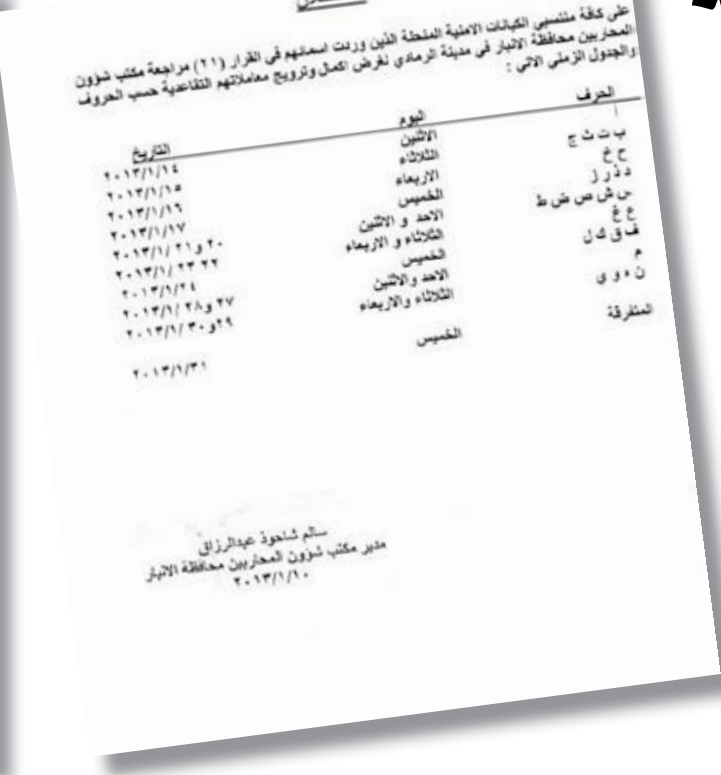 على كافة منتسبي الكيانات الامنية المنحلة الذين وردت اسمائهم في القرار (٢١) مراجعة مكتب شؤون
المحاربين محافظة الانبار في مدينة الرمادي لغرض اكمال وترويج معاملاتهم التقاعدية حسب الحروف
والجدول الزمني الاتي :
الحرف اليوم التاريخ
ا الاثنين ٢٠١٣/١/١٤
ب ت ث ج الثلاثاء ٢٠١٣/١/١٥
ح خ الاربعاء ٢٠١٣/١/١٦
د ذ ر ز الخميس ٢٠١٣/١/١٧
س ش ص ض ط الاحد و الاثنين ٢٠ و ٢١ /٢٠١٣/١
ع غ الثلاثاء و الاربعاء ٢٢ ٢٣ /٢٠١٣/١
ف ق ك ل الخميس ٢٠١٣/١/٢٤
م الاحد والاثنين ٢٧ و٢٨ /٢٠١٣/١
ن ه و ي الثلاثاء والاربعاء ٢٩و ٣٠ /٢٠١٣/١
المتفرقة الخميس ٢٠١٣/١/٣١
سالم شاحوذ عبدالرزاق
مدير مكتب شؤون المحاربين محافظة الانبار
٢٠١٣/١/١٠